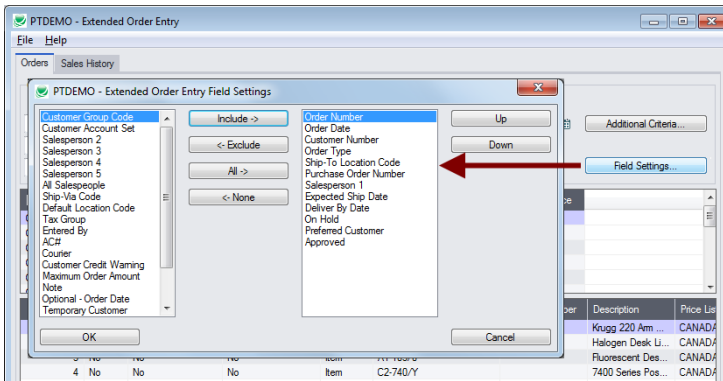 PTDEMO - Extended Order Entry
File Help
Orders Sales History
PTDEMO - Extended Order Entry Field Settings
Customer Group Code
Customer Account Set
Salesperson 2
Salesperson 3
Salesperson 4
Salesperson 5
All Salespeople
Ship-Via Code
Default Location Code
Tax Group
Entered By
AC#
Courier
Customer Credit Warning
Maximum Order Amount
Note
Optional - Order Date
Temporary Customer
Include ->
<- Exclude
All ->
<- None
Order Number
Order Date
Customer Number
Order Type
Ship-To Location Code
Purchase Order Number
Salesperson 1
Expected Ship Date
Deliver By Date
On Hold
Preferred Customer
Approved
Up
Down
OK
Cancel
Additional Criteria...
Field Settings...
Description Price Lis
Krugg 220 Arm ... CANADA
Halogen Desk Li... CANADA
Fluorescent Des... CANADA
4 No No No Item C2-740/Y 7400 Series Pos... CANADA